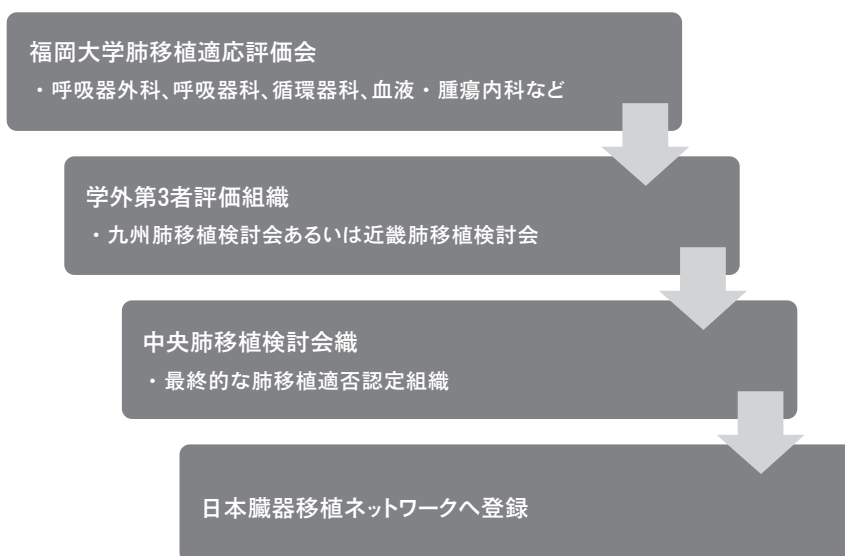 福岡大学肺移植適応評価会
・呼吸器外科、呼吸器科、循環器科、血液・腫瘍内科など
学外第3者評価組織
・九州肺移植検討会あるいは近畿肺移植検討会
中央肺移植検討会織
・最終的な肺移植適否認定組織
日本臓器移植ネットワークへ登録